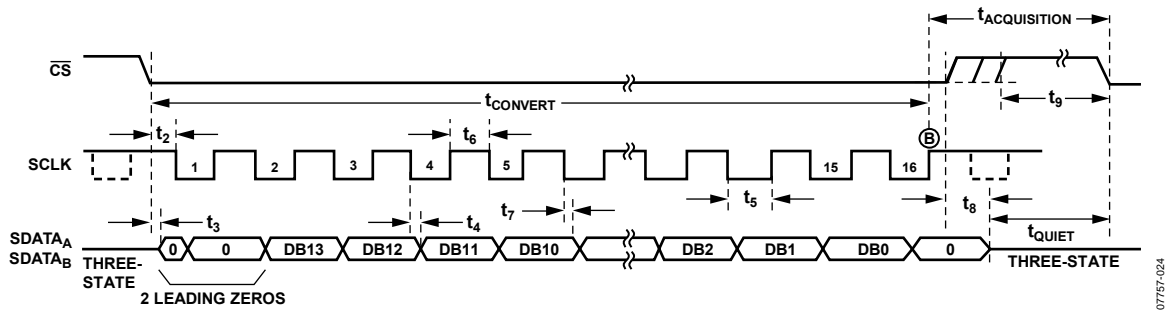 tACQUISITION
CS
tCONVERT
t9
t2
t6
B
SCLK
1 2 3 4 5 15 16
t3
t4
t7
t5
t8
tQUIET
SDATAA
SDATAB
0 0 DB13 DB12 DB11 DB10 DB2 DB1 DB0 0
THREE-
STATE
THREE-STATE
2 LEADING ZEROS
07757-024